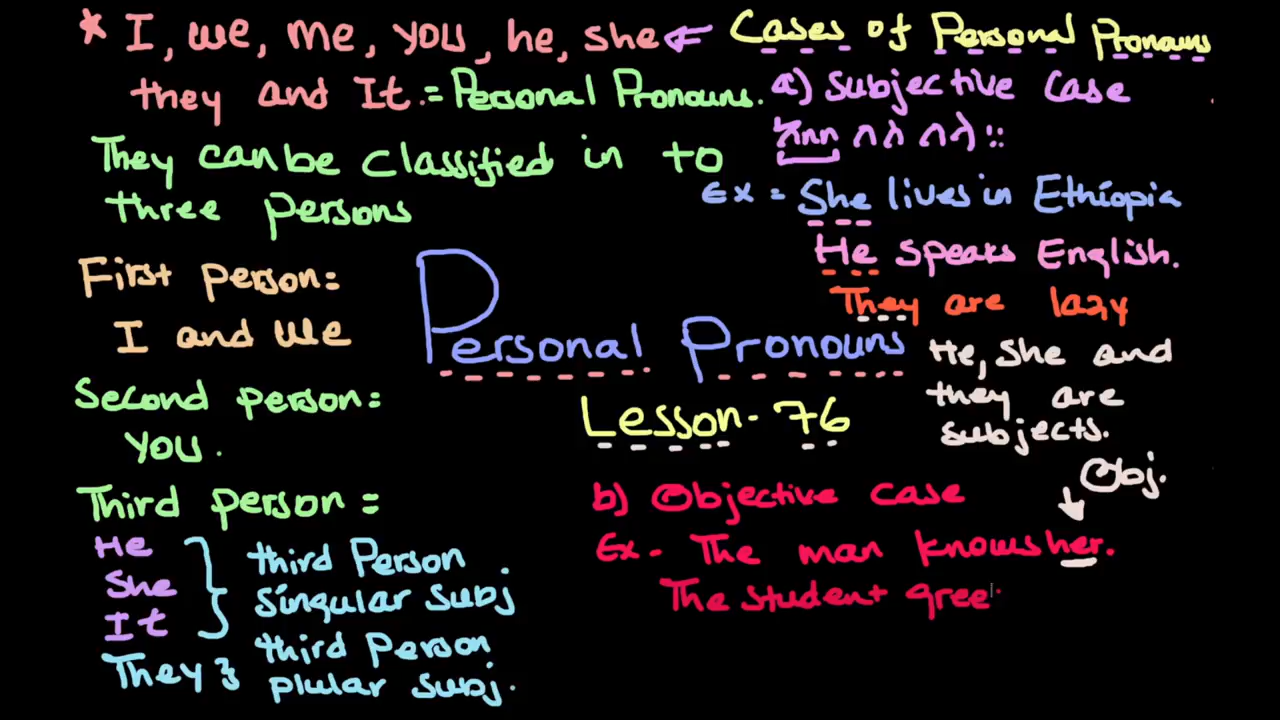 * I, we, me, you, he, she
they and It. = Personal Pronouns.
They can be classified in to
three persons
First person:
I and we
Second person:
you.
Third person =
He
She
It
third Person
singular subj
They }
third Person
plular subj.
Personal Pronouns
Lesson - 76
← Cases of Personal Pronouns
a) Subjective Case
ላይ ::
Ex = She lives in Ethiopia
He speaks English.
They are lazy
He, She and
they are
subjects.
b) Objective case
Obj.
Ex - The man knows her.
The student gree